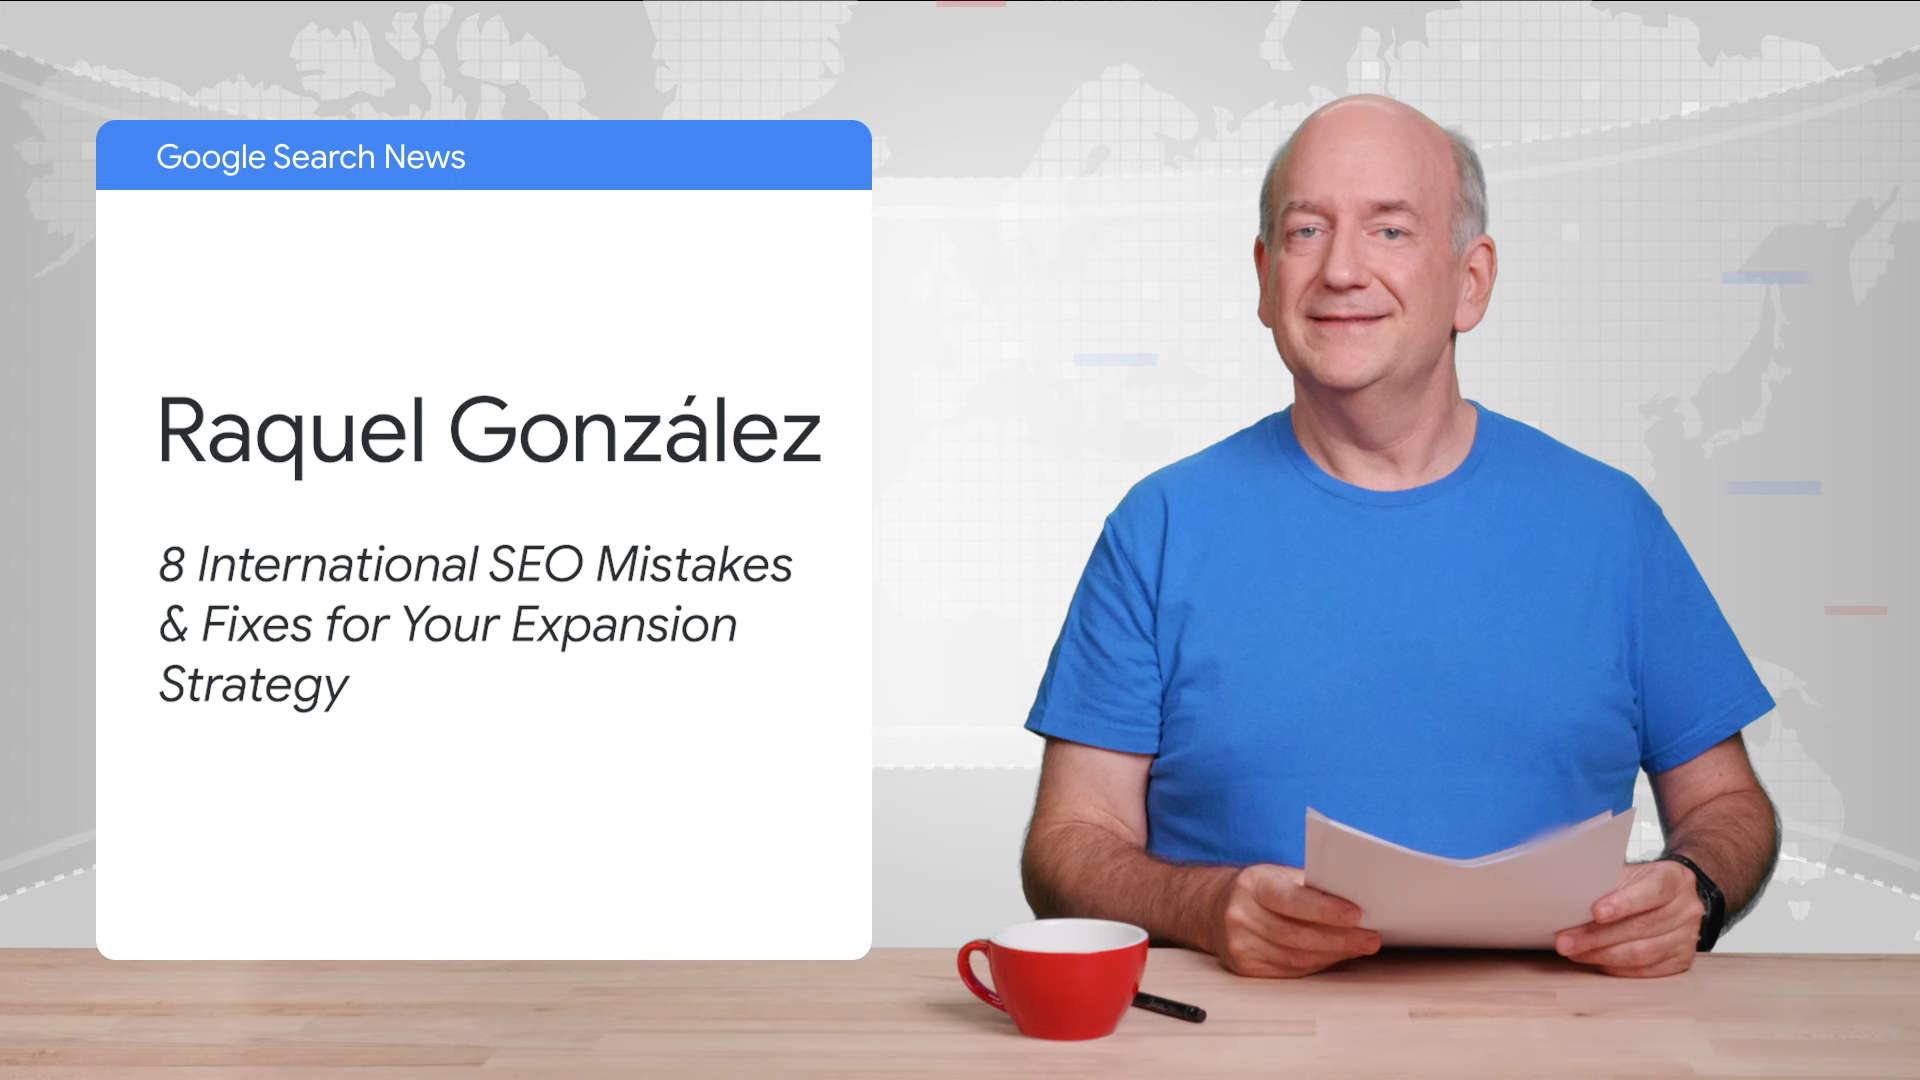 Google Search News
Raquel González
8 International SEO Mistakes
& Fixes for Your Expansion
Strategy